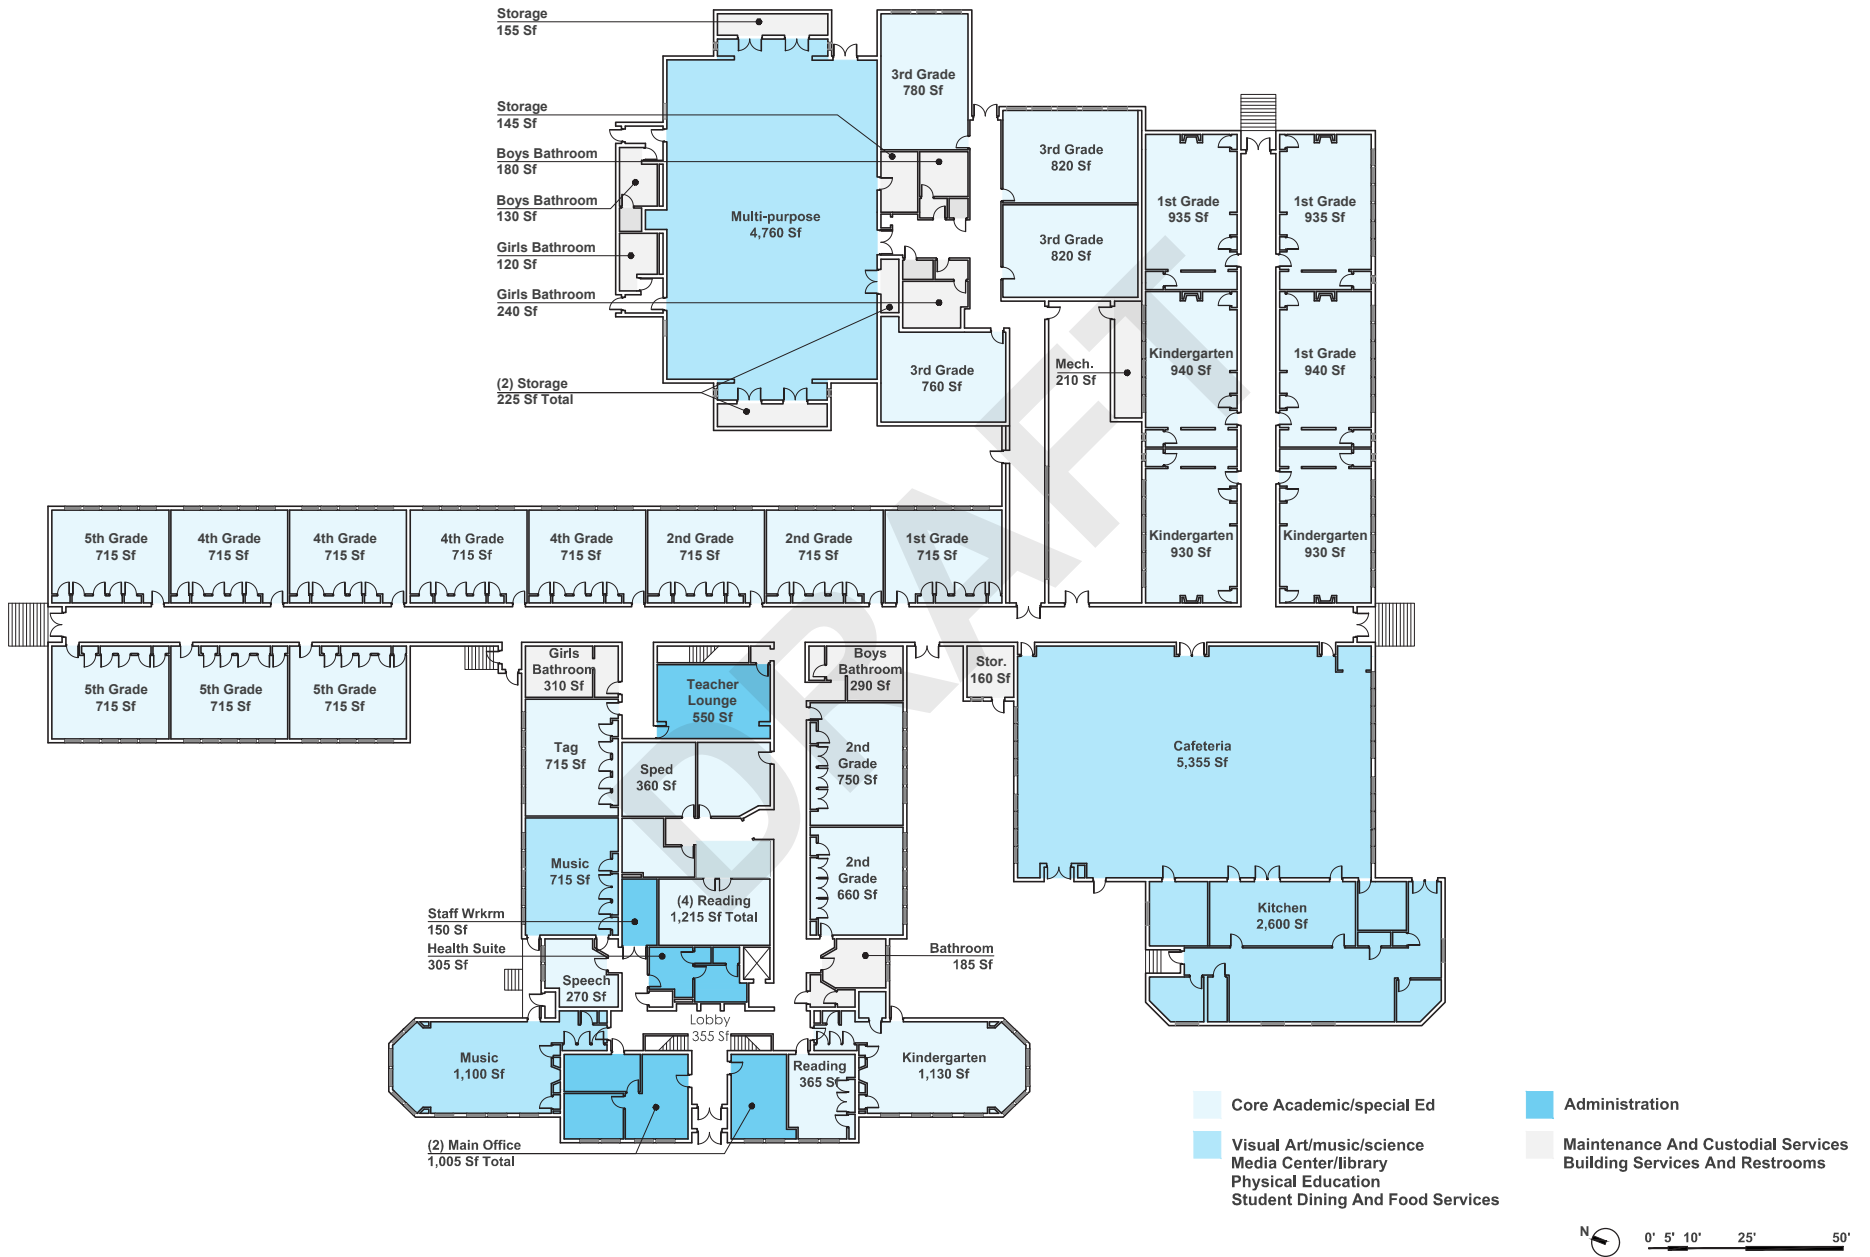 Storage
155 Sf
Storage
145 Sf
Boys Bathroom
180 Sf
Boys Bathroom
130 Sf
Girls Bathroom
120 Sf
Girls Bathroom
240 Sf
(2) Storage
225 Sf Total
Multi-purpose
4,760 Sf
3rd Grade
780 Sf
3rd Grade
820 Sf
3rd Grade
820 Sf
3rd Grade
760 Sf
Mech.
210 Sf
1st Grade
935 Sf
1st Grade
935 Sf
Kindergarten
940 Sf
1st Grade
940 Sf
Kindergarten
930 Sf
Kindergarten
930 Sf
5th Grade
715 Sf
4th Grade
715 Sf
4th Grade
715 Sf
4th Grade
715 Sf
4th Grade
715 Sf
2nd Grade
715 Sf
2nd Grade
715 Sf
1st Grade
715 Sf
5th Grade
715 Sf
5th Grade
715 Sf
5th Grade
715 Sf
Girls
Bathroom
310 Sf
Teacher
Lounge
550 Sf
Boys
Bathroom
290 Sf
Stor.
160 Sf
Tag
715 Sf
Sped
360 Sf
2nd
Grade
750 Sf
Cafeteria
5,355 Sf
Music
715 Sf
2nd
Grade
660 Sf
(4) Reading
1,215 Sf Total
Staff Wrkrm
150 Sf
Health Suite
305 Sf
Bathroom
185 Sf
Kitchen
2,600 Sf
Speech
270 Sf
Lobby
355 Sf
Music
1,100 Sf
Reading
365 Sf
Kindergarten
1,130 Sf
(2) Main Office
1,005 Sf Total
DRAFT
Core Academic/special Ed
Visual Art/music/science
Media Center/library
Physical Education
Student Dining And Food Services
Administration
Maintenance And Custodial Services
Building Services And Restrooms
N
0' 5' 10' 25' 50'